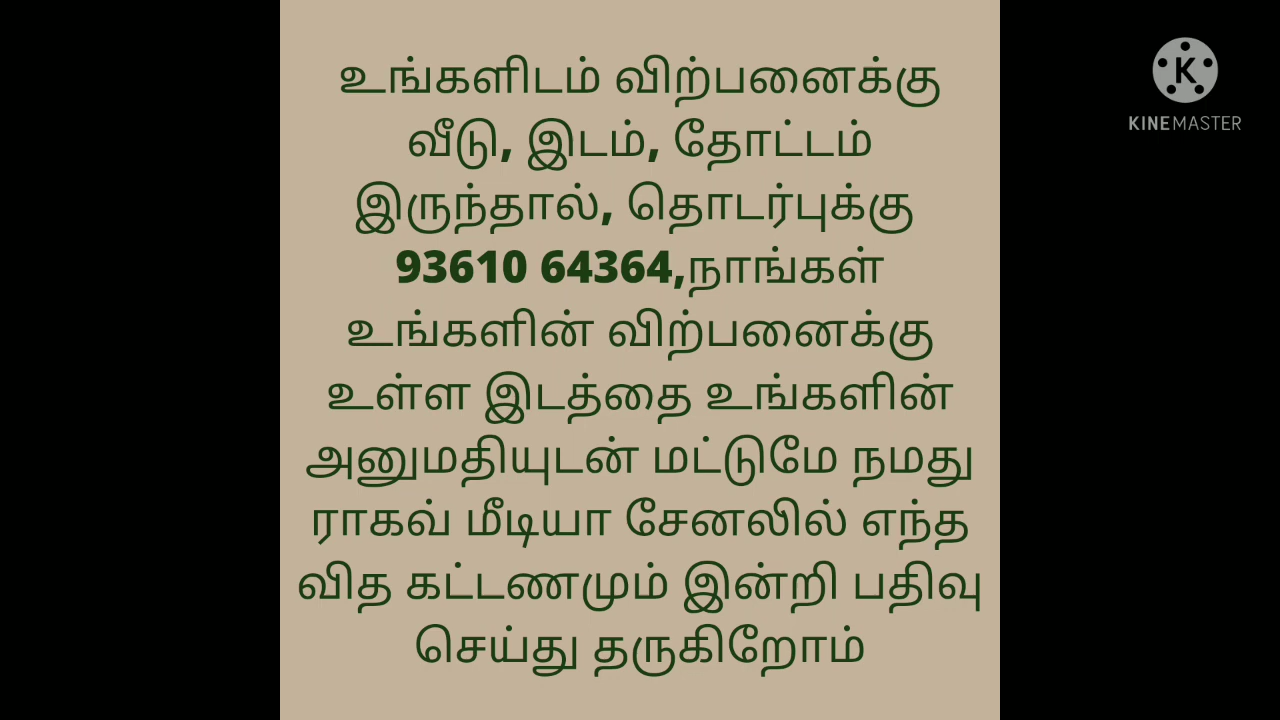 உங்களிடம் விற்பனைக்கு
வீடு, இடம், தோட்டம்
இருந்தால், தொடர்புக்கு
93610 64364,நாங்கள்
உங்களின் விற்பனைக்கு
உள்ள இடத்தை உங்களின்
அனுமதியுடன் மட்டுமே நமது
ராகவ் மீடியா சேனலில் எந்த
வித கட்டணமும் இன்றி பதிவு
செய்து தருகிறோம்
K
KINEMASTER